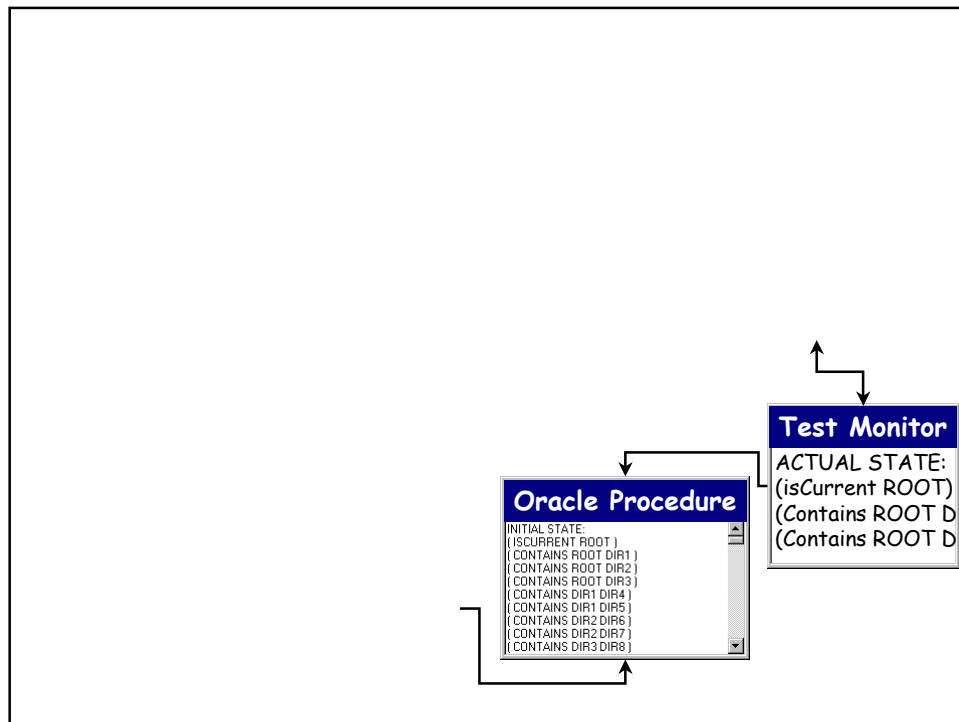 Test Monitor
ACTUAL STATE:
(isCurrent ROOT)
(Contains ROOT D
(Contains ROOT D
Oracle Procedure
INITIAL STATE:
( ISCURRENT ROOT )
( CONTAINS ROOT DIR1 )
( CONTAINS ROOT DIR2 )
( CONTAINS ROOT DIR3 )
( CONTAINS DIR1 DIR4 )
( CONTAINS DIR1 DIR5 )
( CONTAINS DIR2 DIR6 )
( CONTAINS DIR2 DIR7 )
( CONTAINS DIR3 DIR8 )